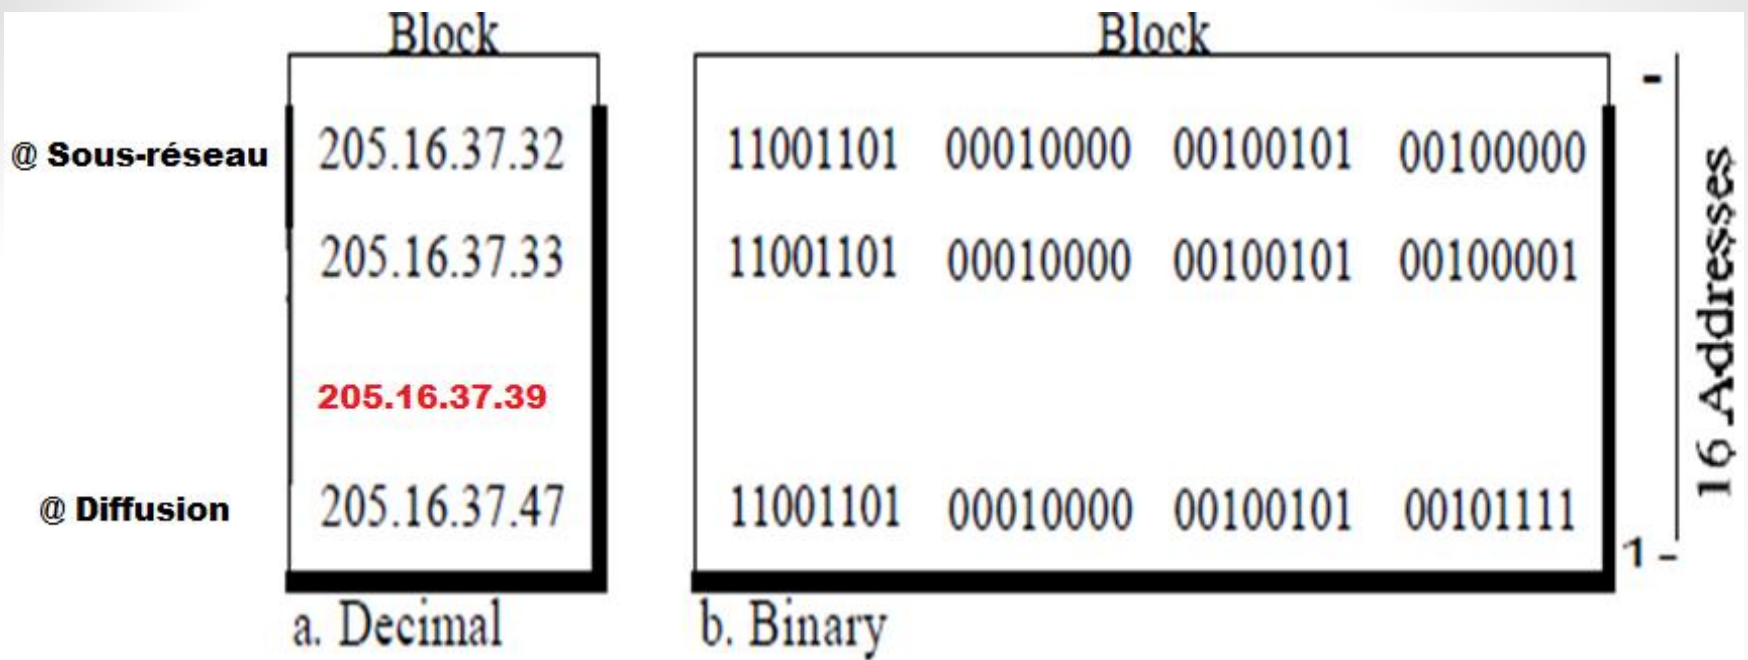 Block Block
-
@ Sous-réseau 205.16.37.32 11001101 00010000 00100101 00100000
205.16.37.33 11001101 00010000 00100101 00100001
205.16.37.39
@ Diffusion 205.16.37.47 11001101 00010000 00100101 00101111
1 -
16 Addresses
a. Decimal b. Binary